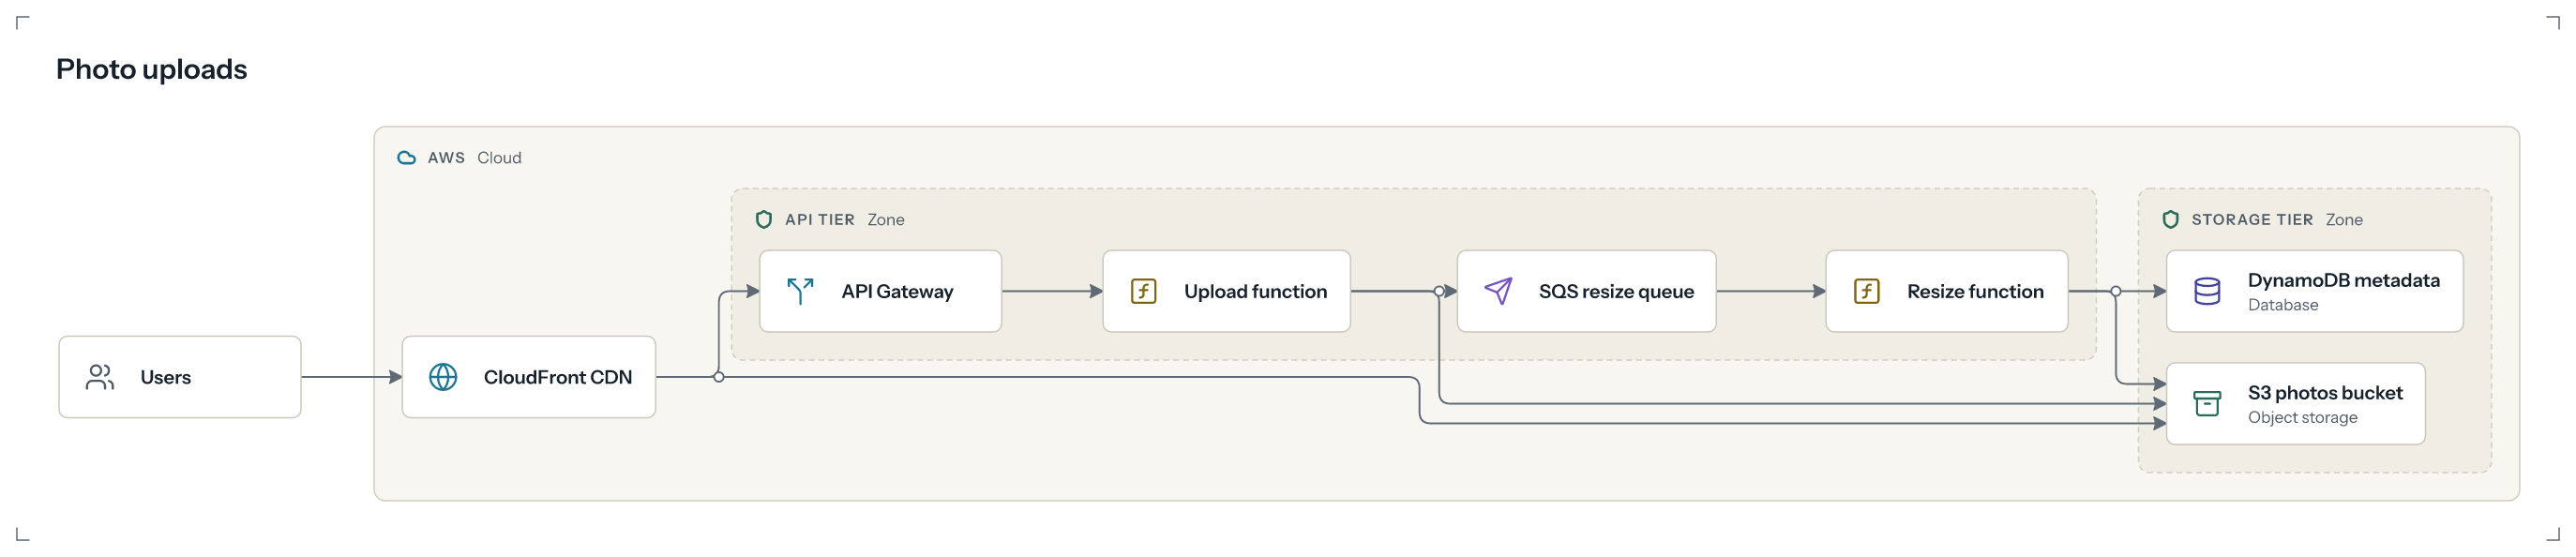 Photo uploads
AWS Cloud
API TIER Zone
STORAGE TIER Zone
API Gateway
Upload function
SQS resize queue
Resize function
DynamoDB metadata
Database
Users
CloudFront CDN
S3 photos bucket
Object storage